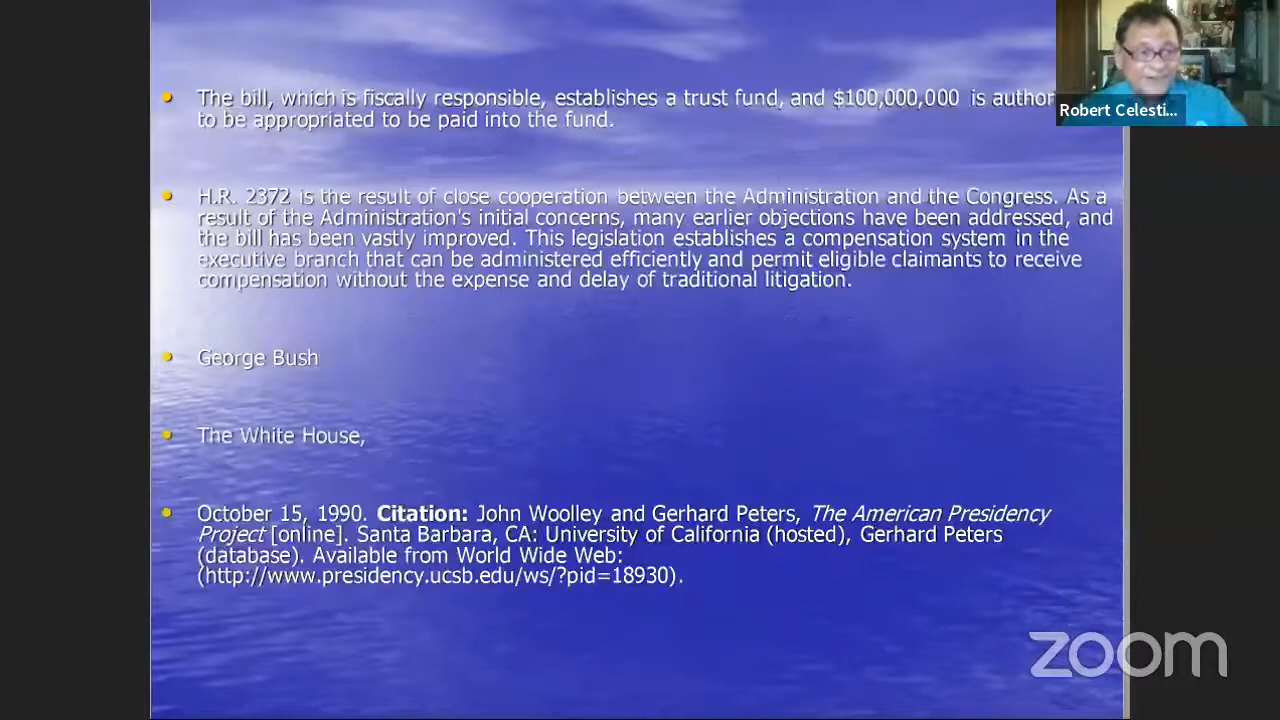 The bill, which is fiscally responsible, establishes a trust fund, and $100,000,000 is
to be appropriated to be paid into the fund.
H.R. 2372 is the result of close cooperation between the Administration and the Congress. As a
result of the Administration's initial concerns, many earlier objections have been addressed, and
the bill has been vastly improved. This legislation establishes a compensation system in the
executive branch that can be administered efficiently and permit eligible claimants to receive
compensation without the expense and delay of traditional litigation.
George Bush
The White House,
October 15, 1990. Citation: John Woolley and Gerhard Peters, The American Presidency
Project [online]. Santa Barbara, CA: University of California (hosted), Gerhard Peters
(database). Available from World Wide Web:
(http://www.presidency.ucsb.edu/ws/?pid=18930).
Robert Celesti...
zoom